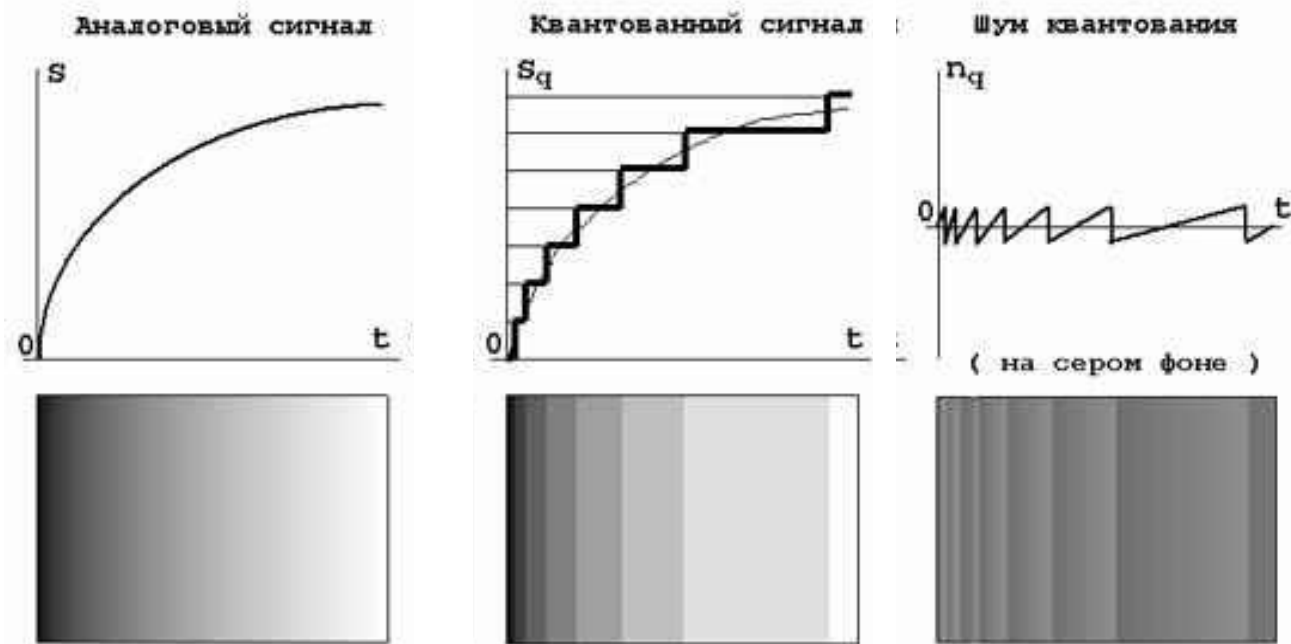 Аналоговый сигнал
Квантованный сигнал
Шум квантования
S
0
t
Sq
0
t
nq
0
t
( на сером фоне )